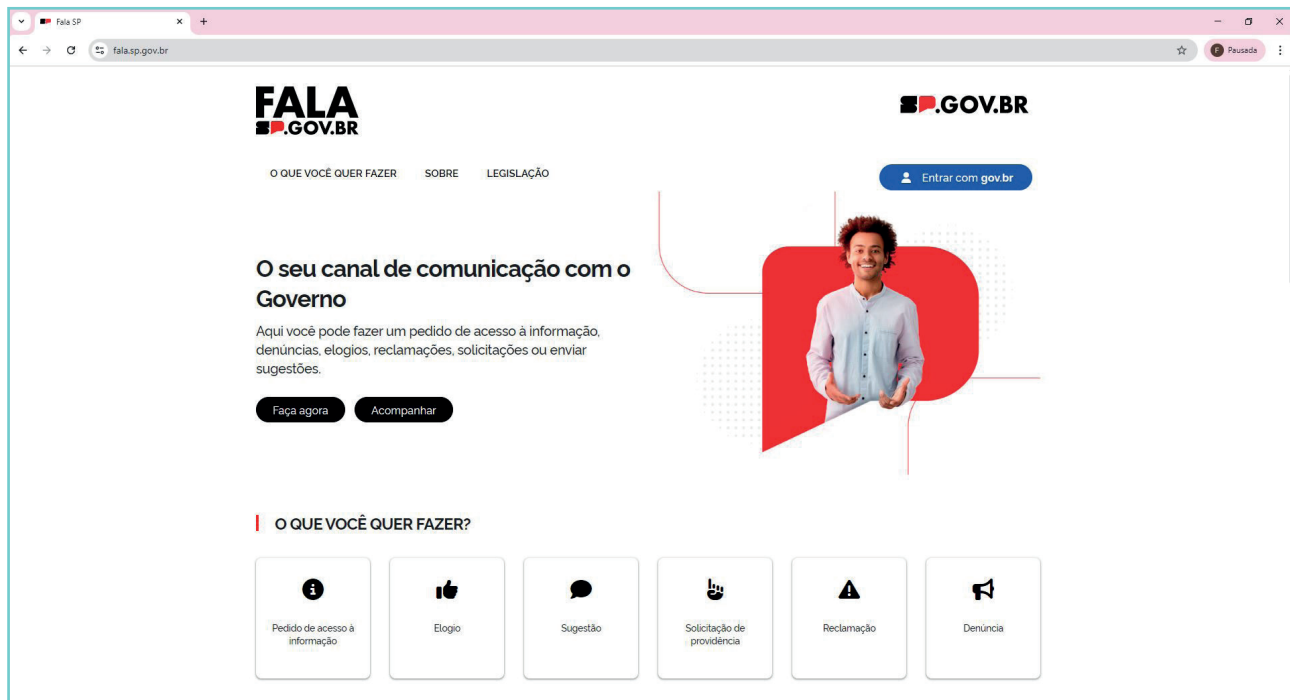 Fala SP
fala.sp.gov.br
F Pausada
FALA
SP.GOV.BR
SP.GOV.BR
O QUE VOCÊ QUER FAZER SOBRE LEGISLAÇÃO
Entrar com gov.br
O seu canal de comunicação com o
Governo
Aqui você pode fazer um pedido de acesso à informação,
denúncias, elogios, reclamações, solicitações ou enviar
sugestões.
Faça agora Acompanhar
O QUE VOCÊ QUER FAZER?
Pedido de acesso à
informação
Elogio
Sugestão
Solicitação de
providência
Reclamação
Denúncia